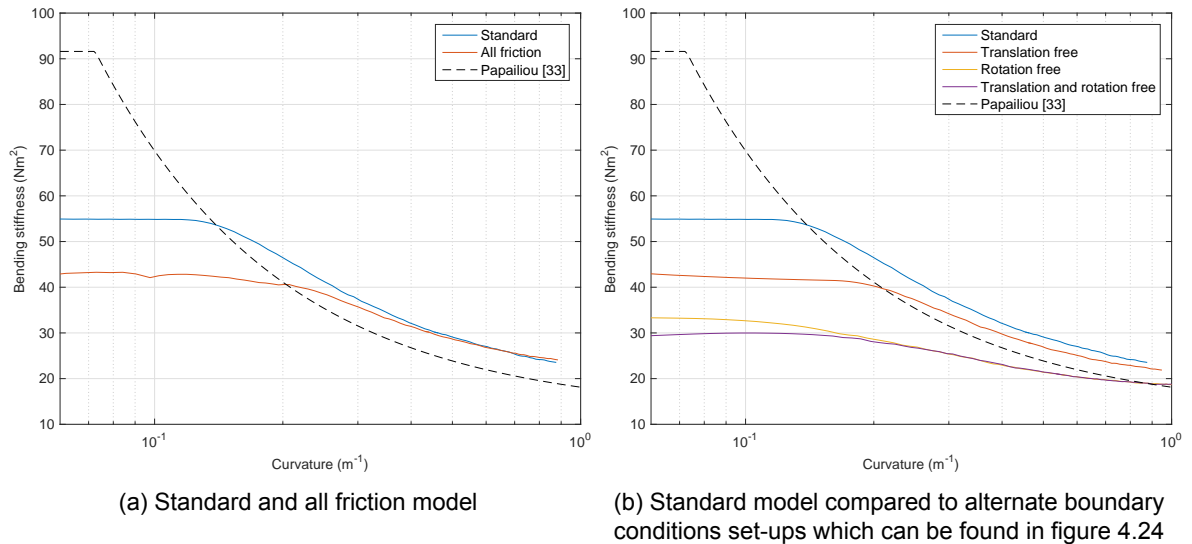 100
90
80
70
60
50
40
30
20
10
Bending stiffness (Nm²)
10⁻¹
10⁰
Curvature (m⁻¹)
Standard
All friction
Papailiou [33]
(a) Standard and all friction model
100
90
80
70
60
50
40
30
20
10
Bending stiffness (Nm²)
10⁻¹
10⁰
Curvature (m⁻¹)
Standard
Translation free
Rotation free
Translation and rotation free
Papailiou [33]
(b) Standard model compared to alternate boundary
conditions set-ups which can be found in figure 4.24